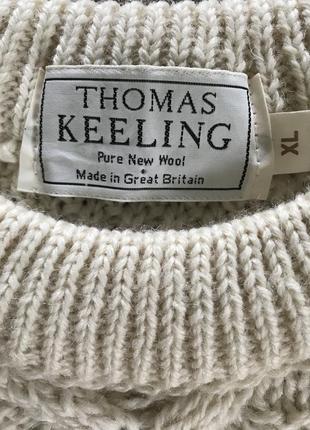 THOMAS
KEELING
Pure New Wool
Made in Great Britain
XL